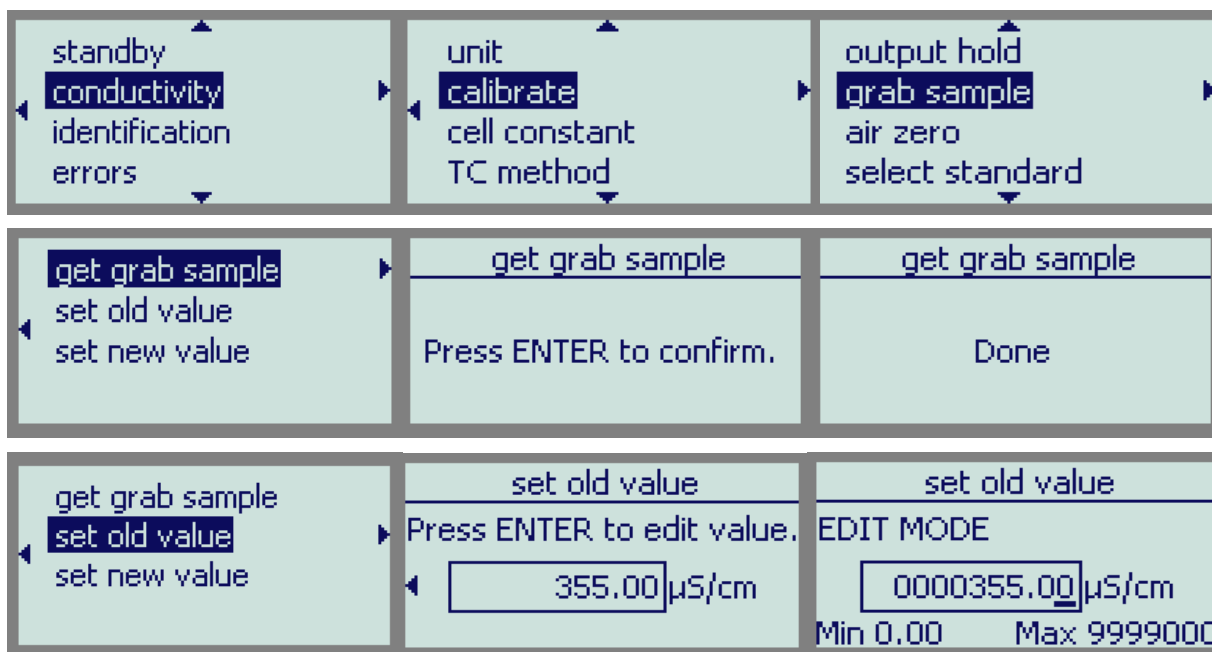 standby
conductivity
identification
errors
unit
calibrate
cell constant
TC method
output hold
grab sample
air zero
select standard
get grab sample
set old value
set new value
get grab sample
Press ENTER to confirm.
get grab sample
Done
get grab sample
set old value
set new value
set old value
Press ENTER to edit value.
355.00 µS/cm
set old value
EDIT MODE
0000355.00 µS/cm
Min 0.00 Max 9999000